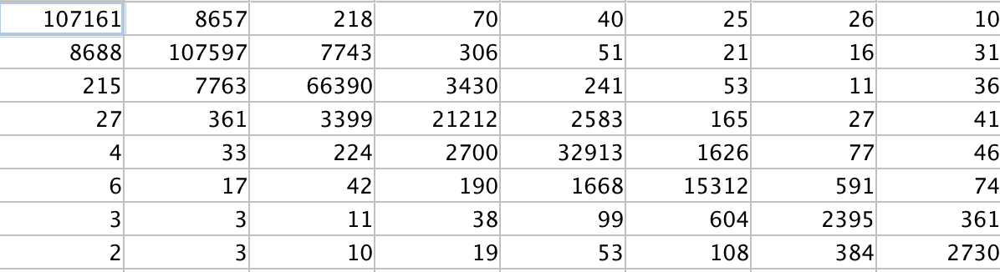 107161 8657 218 70 40 25 26 10
8688 107597 7743 306 51 21 16 31
215 7763 66390 3430 241 53 11 36
27 361 3399 21212 2583 165 27 41
4 33 224 2700 32913 1626 77 46
6 17 42 190 1668 15312 591 74
3 3 11 38 99 604 2395 361
2 3 10 19 53 108 384 2730